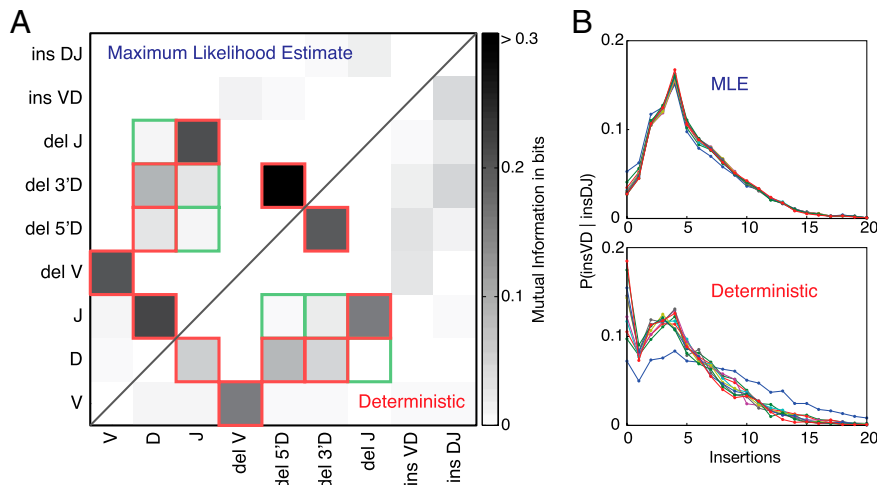 A
Maximum Likelihood Estimate
Deterministic
ins DJ
ins VD
del J
del 3'D
del 5'D
del V
J
D
V
V
D
J
del V
del 5'D
del 3'D
del J
ins VD
ins DJ
> 0.3
0.2
0.1
0
Mutual Information in bits
B
MLE
0.2
0.1
0
0
5
10
15
20
P(insVD | insDJ)
Deterministic
0.2
0.1
0
0
5
10
15
20
Insertions